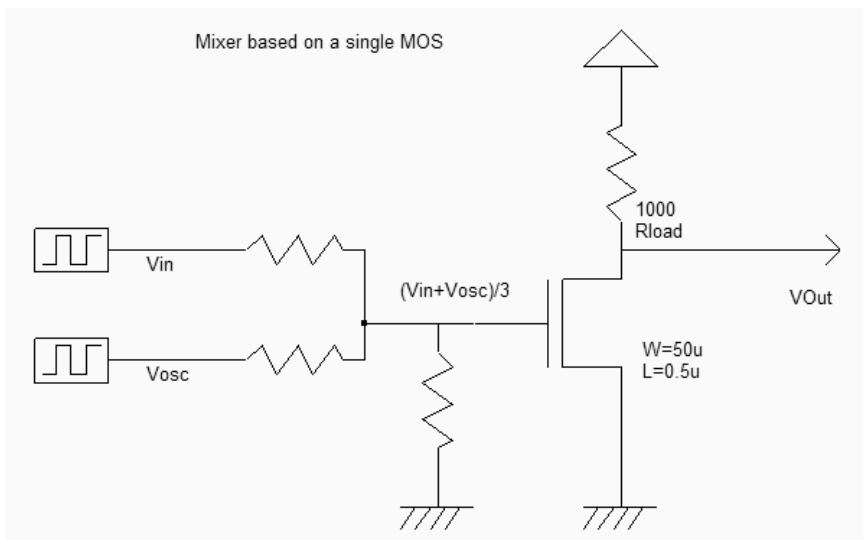 Mixer based on a single MOS
1000
Rload
Vin
(Vin+Vosc)/3
VOut
Vosc
W=50u
L=0.5u